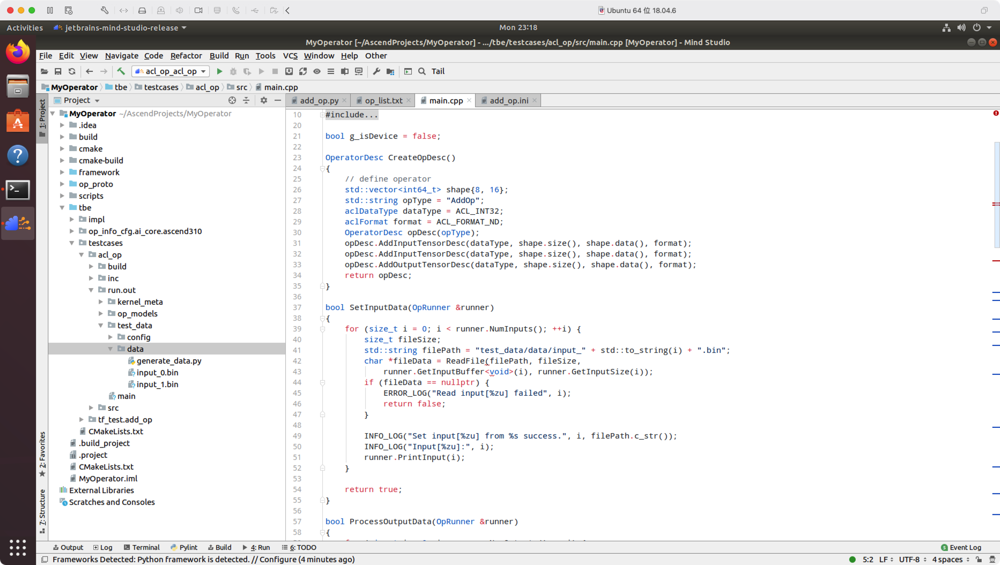 Ubuntu 64 位 18.04.6
Activities
jetbrains-mind-studio-release
Mon 23:18
MyOperator [~/AscendProjects/MyOperator] - .../tbe/testcases/acl_op/src/main.cpp [MyOperator] - Mind Studio
File Edit View Navigate Code Refactor Build Run Tools VCS Window Help Other
acl_op_acl_op
Tail
MyOperator tbe testcases acl_op src main.cpp
1: Project
2: Favorites
7: Structure
Project
MyOperator ~/AscendProjects/MyOperator
.idea
build
cmake
cmake-build
framework
op_proto
scripts
tbe
impl
op_info_cfg.ai_core.ascend310
testcases
acl_op
build
inc
run.out
kernel_meta
op_models
test_data
config
data
generate_data.py
input_0.bin
input_1.bin
main
src
tf_test.add_op
CMakeLists.txt
.build_project
.project
CMakeLists.txt
MyOperator.iml
External Libraries
Scratches and Consoles
add_op.py op_list.txt main.cpp add_op.ini
10 #include...
20
21 bool g_isDevice = false;
22
23 OperatorDesc CreateOpDesc()
24 {
25 // define operator
26 std::vector<int64_t> shape{8, 16};
27 std::string opType = "AddOp";
28 aclDataType dataType = ACL_INT32;
29 aclFormat format = ACL_FORMAT_ND;
30 OperatorDesc opDesc(opType);
31 opDesc.AddInputTensorDesc(dataType, shape.size(), shape.data(), format);
32 opDesc.AddInputTensorDesc(dataType, shape.size(), shape.data(), format);
33 opDesc.AddOutputTensorDesc(dataType, shape.size(), shape.data(), format);
34 return opDesc;
35 }
36
37 bool SetInputData(OpRunner &runner)
38 {
39 for (size_t i = 0; i < runner.NumInputs(); ++i) {
40 size_t fileSize;
41 std::string filePath = "test_data/data/input_" + std::to_string(i) + ".bin";
42 char *fileData = ReadFile(filePath, fileSize,
43 runner.GetInputBuffer<void>(i), runner.GetInputSize(i));
44 if (fileData == nullptr) {
45 ERROR_LOG("Read input[%zu] failed", i);
46 return false;
47 }
48
49 INFO_LOG("Set input[%zu] from %s success.", i, filePath.c_str());
50 INFO_LOG("Input[%zu]:", i);
51 runner.PrintInput(i);
52 }
53
54 return true;
55 }
56
57 bool ProcessOutputData(OpRunner &runner)
58 {
Output Log Terminal Pylint Build 4: Run 6: TODO
5 Event Log
Frameworks Detected: Python framework is detected. // Configure (4 minutes ago)
5:2 LF UTF-8 4 spaces